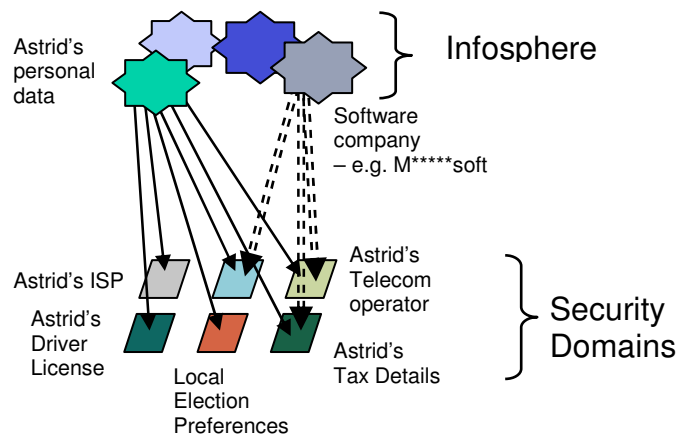 Astrid's
personal
data
Infosphere
Software
company
– e.g. M*****soft
Astrid's ISP
Astrid's
Telecom
operator
Astrid's
Driver
License
Local
Election
Preferences
Astrid's
Tax Details
Security
Domains